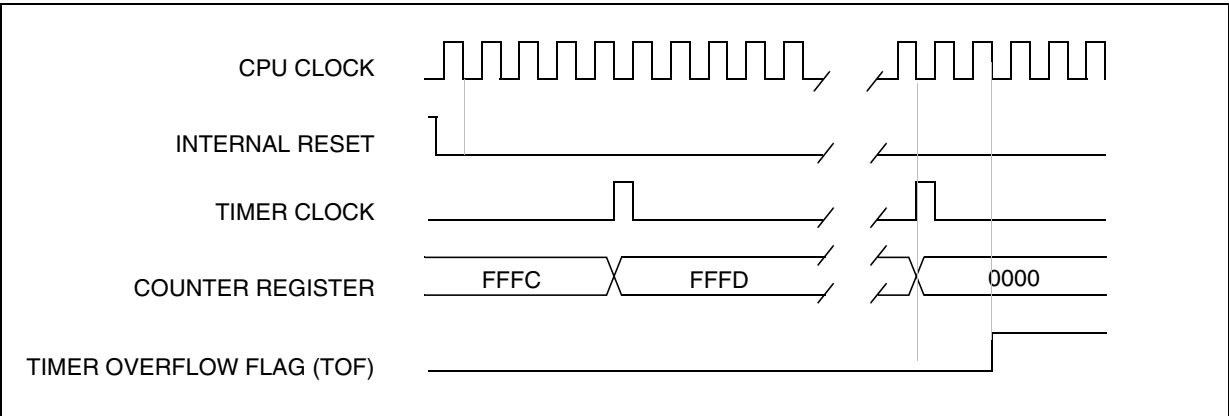 CPU CLOCK
INTERNAL RESET
TIMER CLOCK
COUNTER REGISTER FFFC FFFD 0000
TIMER OVERFLOW FLAG (TOF)